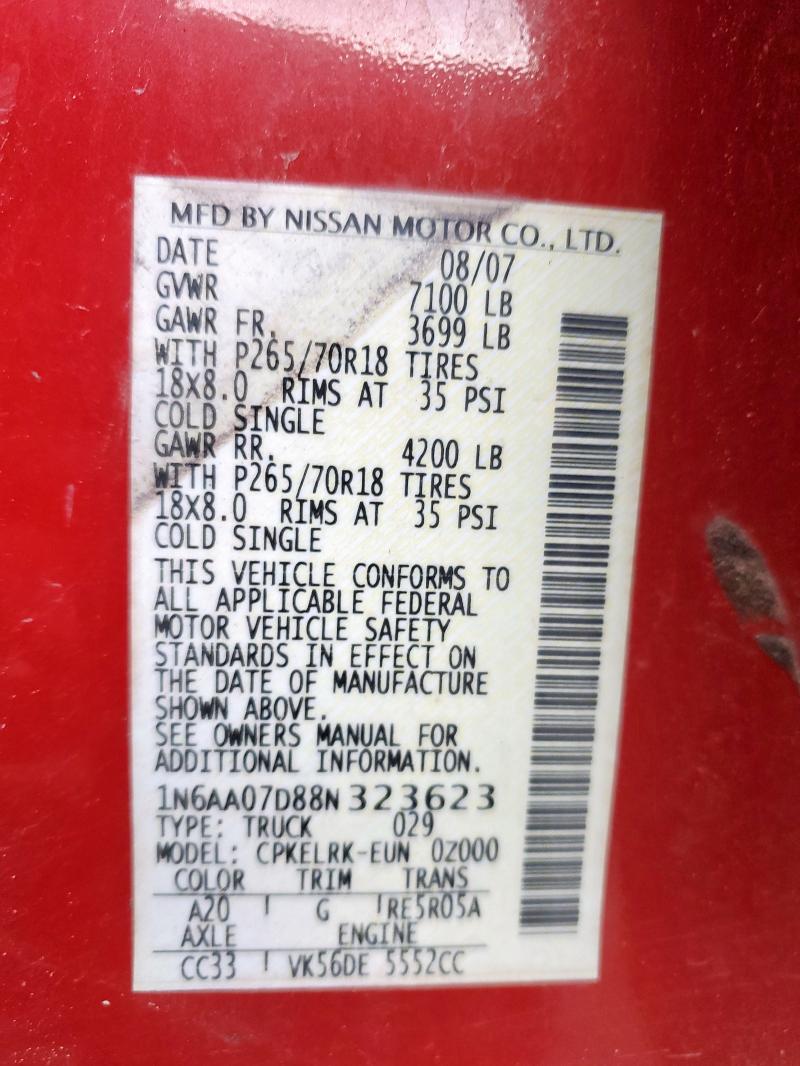 MFD BY NISSAN MOTOR CO., LTD.
DATE 08/07
GVWR 7100 LB
GAWR FR. 3699 LB
WITH P265/70R18 TIRES
18X8.0 RIMS AT 35 PSI
COLD SINGLE
GAWR RR. 4200 LB
WITH P265/70R18 TIRES
18X8.0 RIMS AT 35 PSI
COLD SINGLE
THIS VEHICLE CONFORMS TO
ALL APPLICABLE FEDERAL
MOTOR VEHICLE SAFETY
STANDARDS IN EFFECT ON
THE DATE OF MANUFACTURE
SHOWN ABOVE.
SEE OWNERS MANUAL FOR
ADDITIONAL INFORMATION.
1N6AA07D88N323623
TYPE: TRUCK 029
MODEL: CPKELRK-EUN 0Z000
COLOR TRIM TRANS
A20 G RE5R05A
AXLE ENGINE
CC33 VK56DE 5552CC